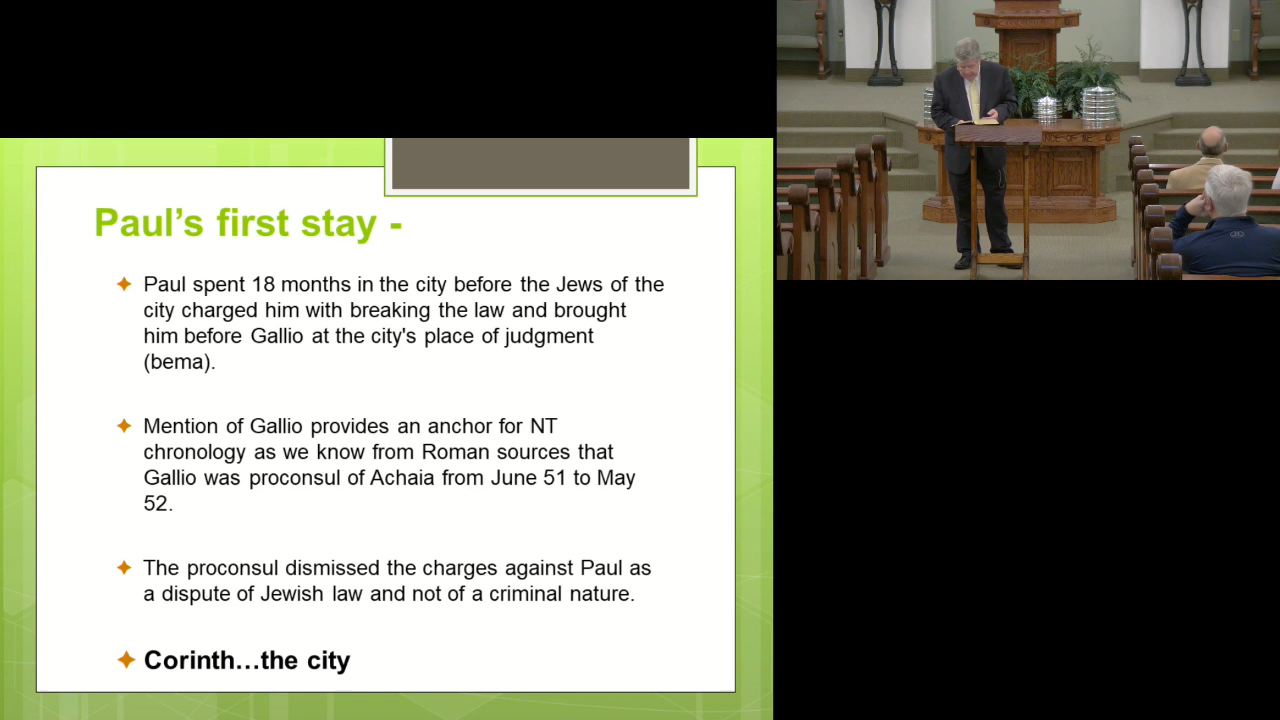 Paul’s first stay -
Paul spent 18 months in the city before the Jews of the
city charged him with breaking the law and brought
him before Gallio at the city's place of judgment
(bema).
Mention of Gallio provides an anchor for NT
chronology as we know from Roman sources that
Gallio was proconsul of Achaia from June 51 to May
52.
The proconsul dismissed the charges against Paul as
a dispute of Jewish law and not of a criminal nature.
Corinth…the city